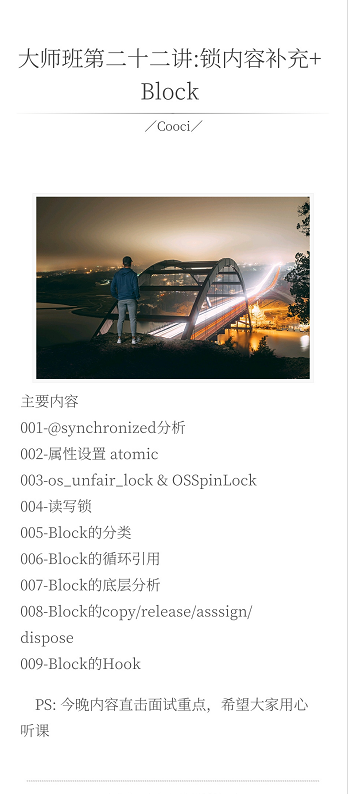 大师班第二十二讲:锁内容补充+
Block
／Cooci／
主要内容
001-@synchronized分析
002-属性设置 atomic
003-os_unfair_lock & OSSpinLock
004-读写锁
005-Block的分类
006-Block的循环引用
007-Block的底层分析
008-Block的copy/release/asssign/
dispose
009-Block的Hook
PS: 今晚内容直击面试重点，希望大家用心
听课